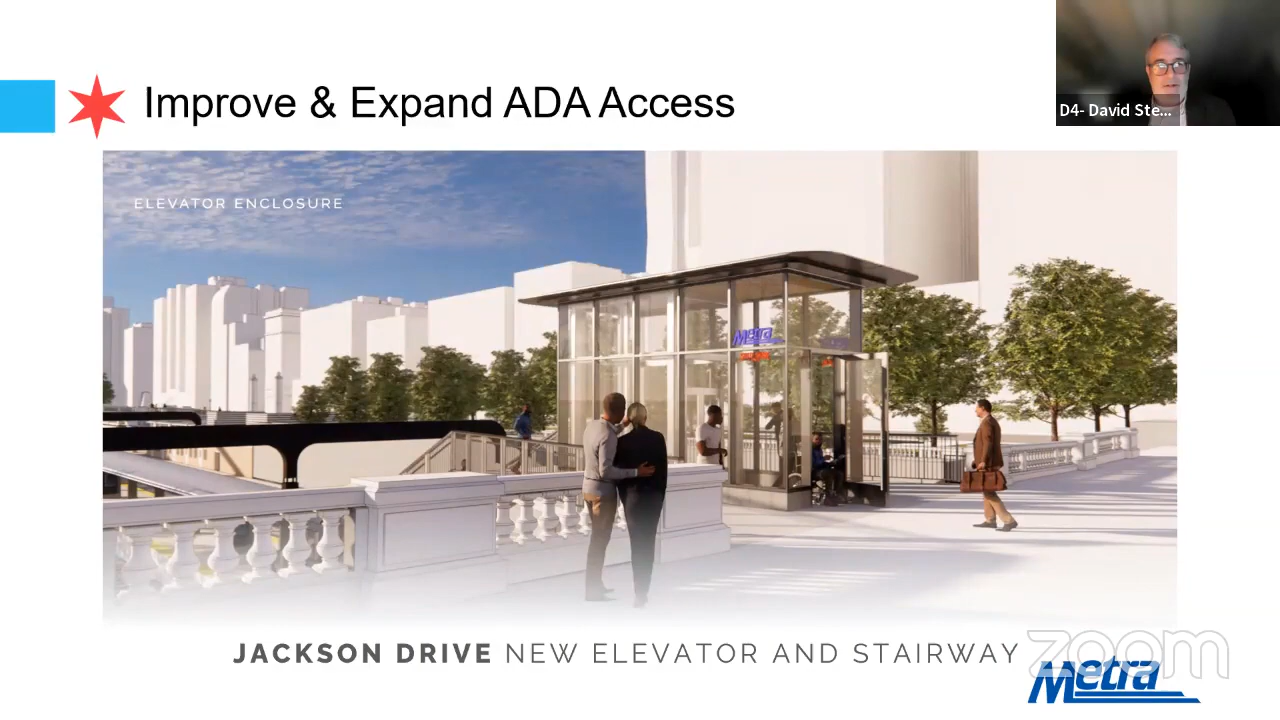 Improve & Expand ADA Access
D4- David Ste...
ELEVATOR ENCLOSURE
Metra
JACKSON DRIVE NEW ELEVATOR AND STAIRWAY
zoom
Metra